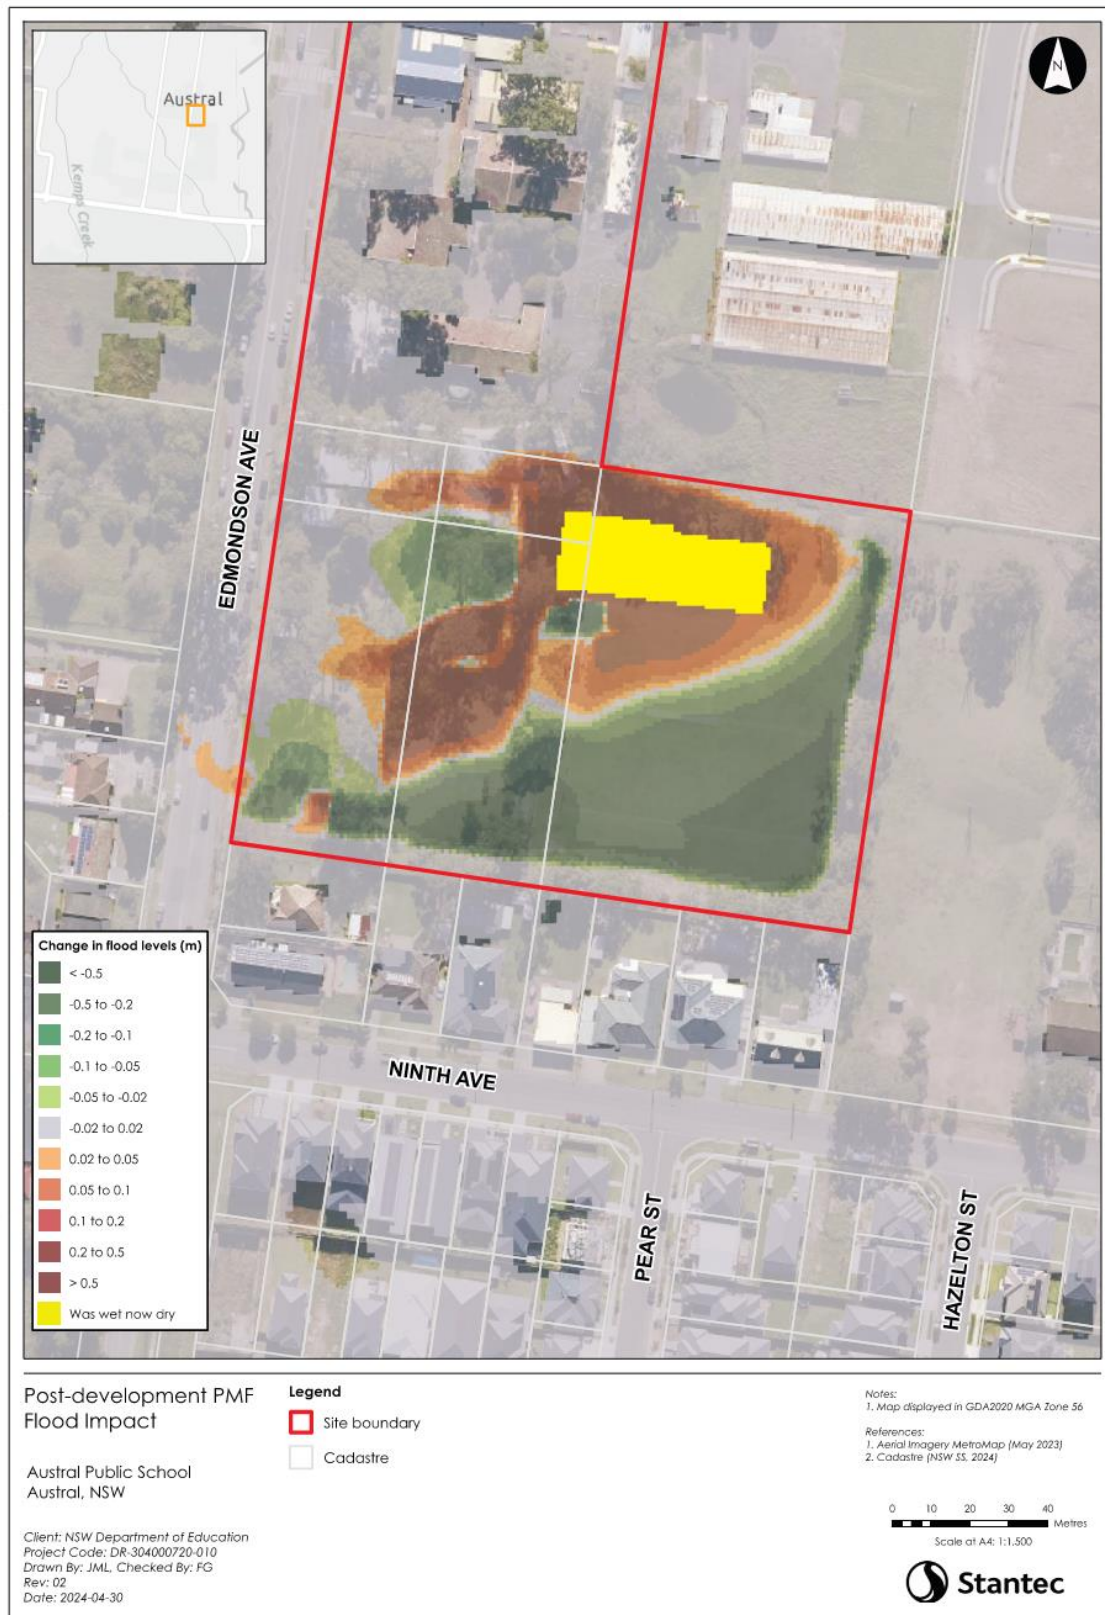 Austral
Kemps Creek
N
EDMONDSON AVE
NINTH AVE
PEAR ST
HAZELTON ST
Change in flood levels (m)
< -0.5
-0.5 to -0.2
-0.2 to -0.1
-0.1 to -0.05
-0.05 to -0.02
-0.02 to 0.02
0.02 to 0.05
0.05 to 0.1
0.1 to 0.2
0.2 to 0.5
> 0.5
Was wet now dry
Post-development PMF
Flood Impact
Austral Public School
Austral, NSW
Client: NSW Department of Education
Project Code: DR-304000720-010
Drawn By: JML, Checked By: FG
Rev: 02
Date: 2024-04-30
Legend
Site boundary
Cadastre
Notes:
1. Map displayed in GDA2020 MGA Zone 56
References:
1. Aerial Imagery MetroMap (May 2023)
2. Cadastre (NSW SS, 2024)
0 10 20 30 40
Metres
Scale at A4: 1:1,500
Stantec